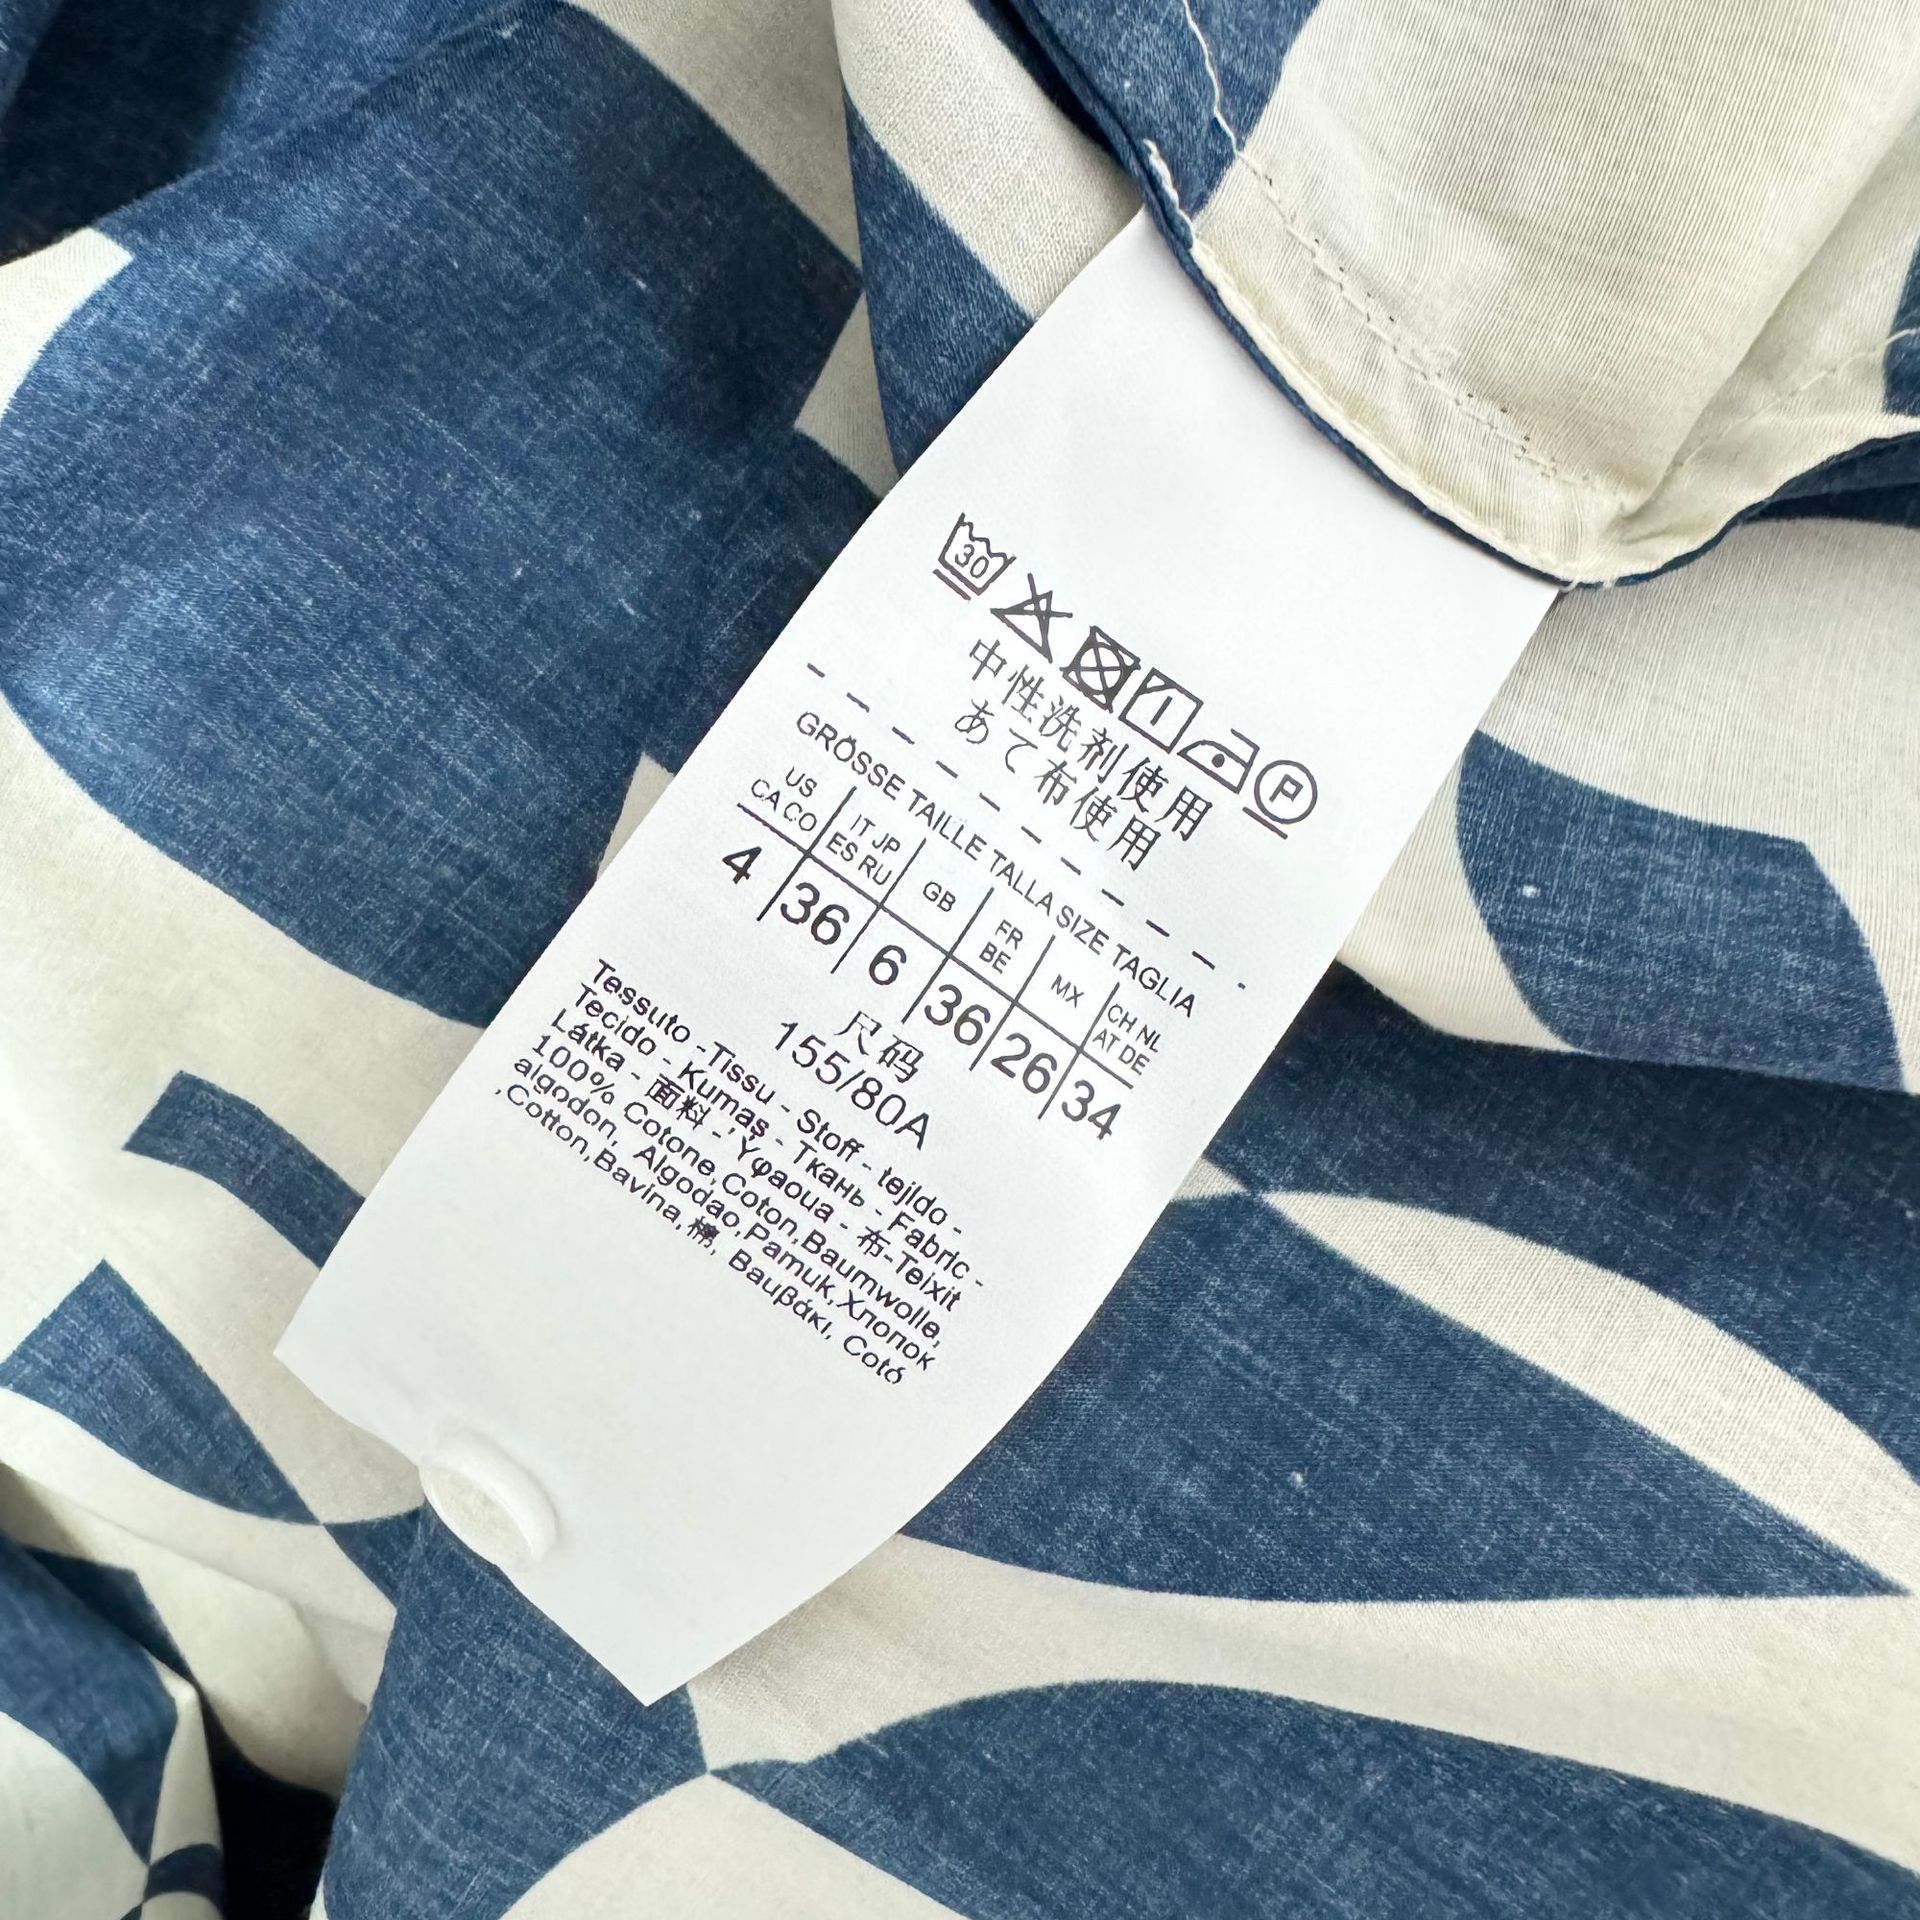 30
P
中性洗剤使用
あて布使用
GRÖSSE TAILLE TALLA SIZE TAGLIA
US IT JP GB FR MX CH NL
CA CO ES RU BE AT DE
4 36 6 36 26 34
尺码
155/80A
Tessuto -Tissu - Stoff - tejido -
Tecido - Kumaş - Ткань - Fabric -
Látka - 面料 - Ύφαουα - 布-Teixit
100% Cotone,Coton,Baumwolle,
algodon, Algodao,Pamuk,Хлопок
,Cotton,Bavlna,棉, Βαυβάκι, Cotó